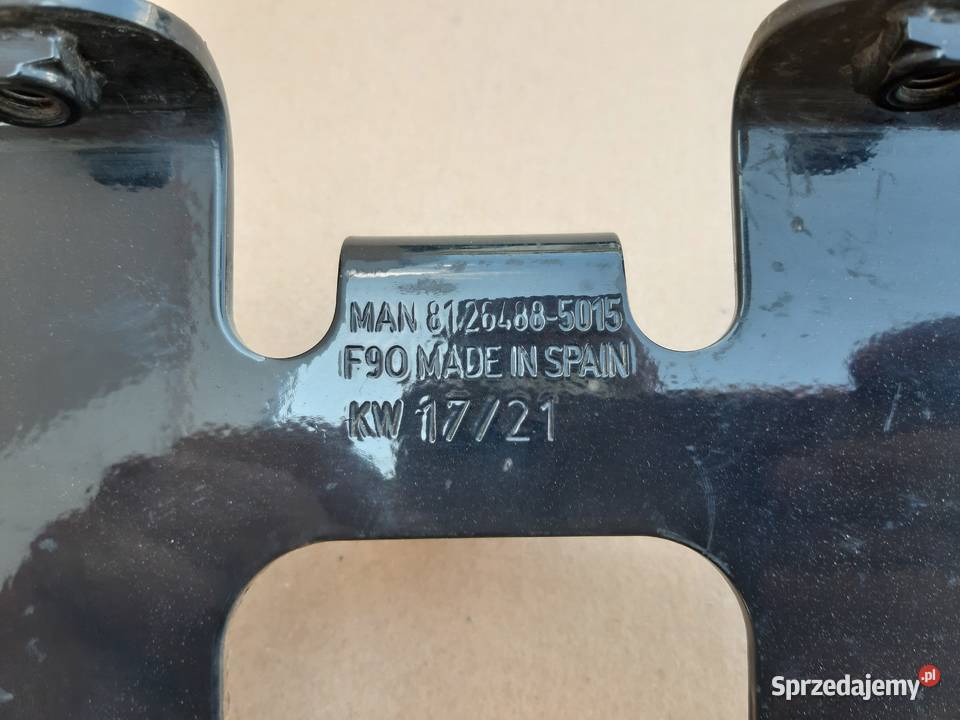 MAN 81.26488-5015
F90 MADE IN SPAIN
KW 17/21
Sprzedajemy.pl